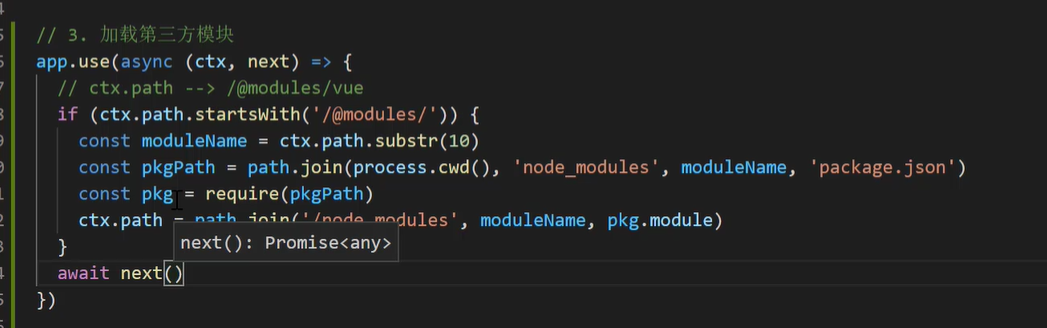 // 3. 加载第三方模块
app.use(async (ctx, next) => {
// ctx.path --> /@modules/vue
if (ctx.path.startsWith('/@modules/')) {
const moduleName = ctx.path.substr(10)
const pkgPath = path.join(process.cwd(), 'node_modules', moduleName, 'package.json')
const pkg = require(pkgPath)
ctx.path = path.join('/node_modules', moduleName, pkg.module)
next(): Promise<any>
}
await next()
})